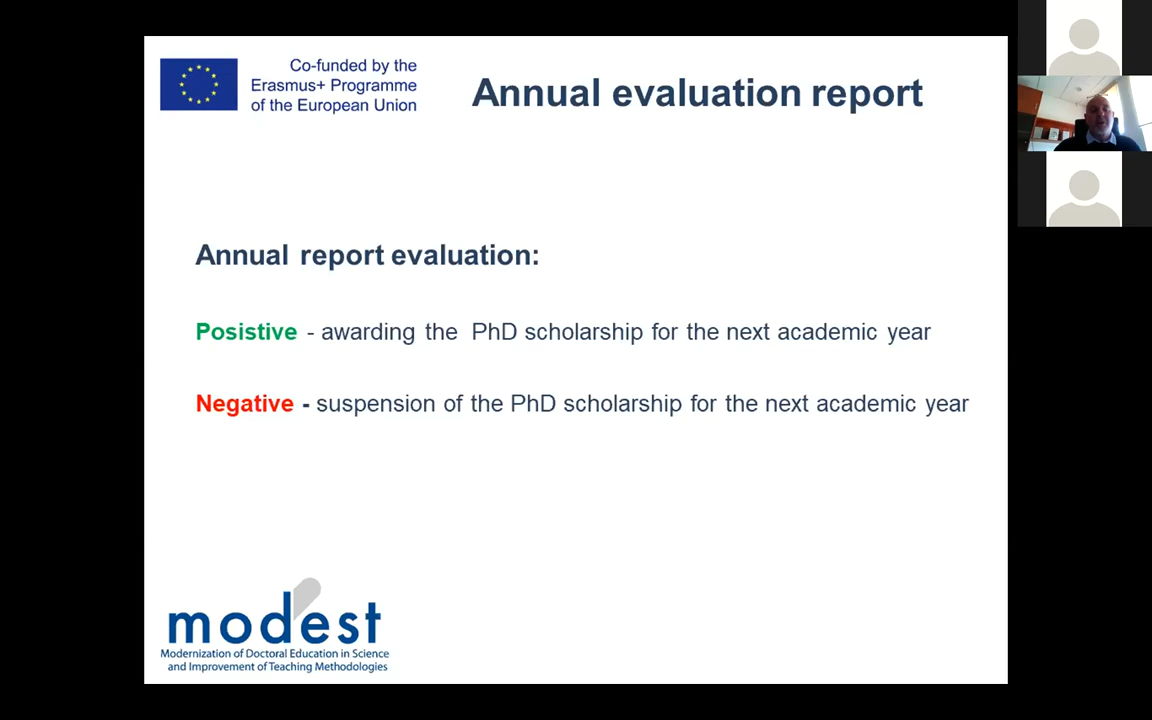 Co-funded by the
Erasmus+ Programme
of the European Union
Annual evaluation report
Annual report evaluation:
Posistive - awarding the PhD scholarship for the next academic year
Negative - suspension of the PhD scholarship for the next academic year
modest
Modernization of Doctoral Education in Science
and Improvement of Teaching Methodologies